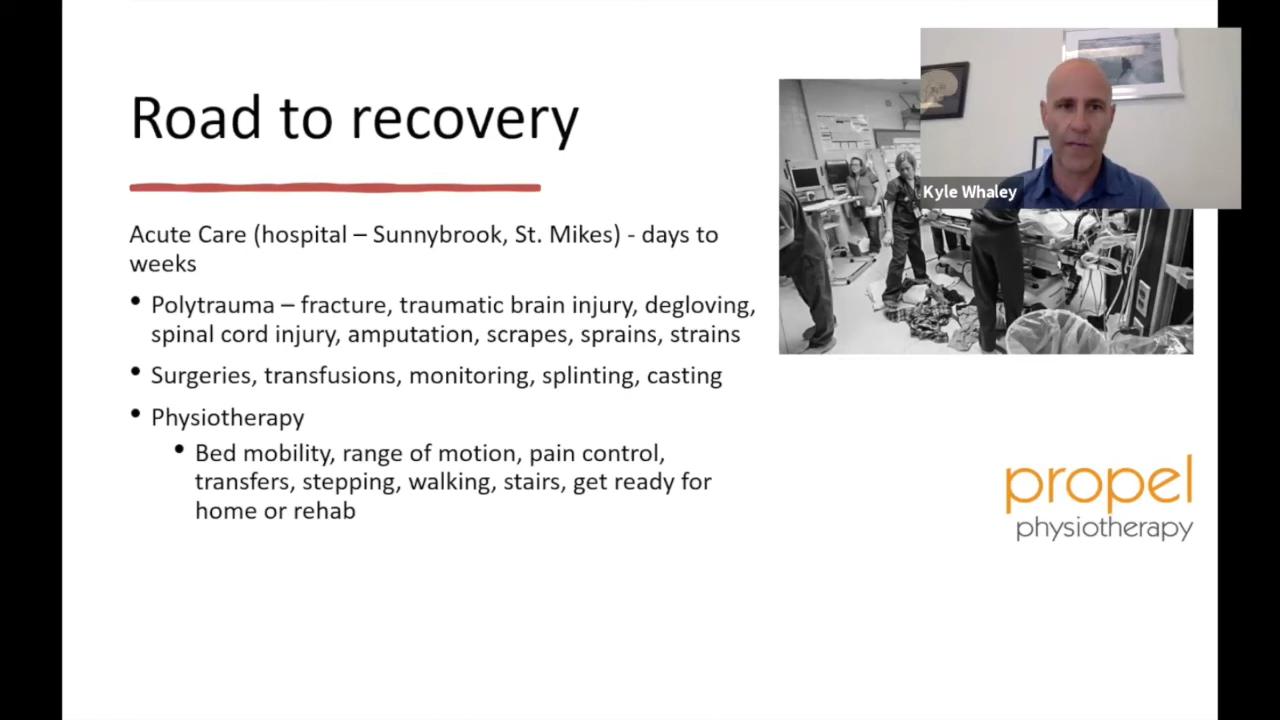 Road to recovery
Kyle Whaley
Acute Care (hospital – Sunnybrook, St. Mikes) - days to
weeks
• Polytrauma – fracture, traumatic brain injury, degloving,
spinal cord injury, amputation, scrapes, sprains, strains
• Surgeries, transfusions, monitoring, splinting, casting
• Physiotherapy
• Bed mobility, range of motion, pain control,
transfers, stepping, walking, stairs, get ready for
home or rehab
propel
physiotherapy